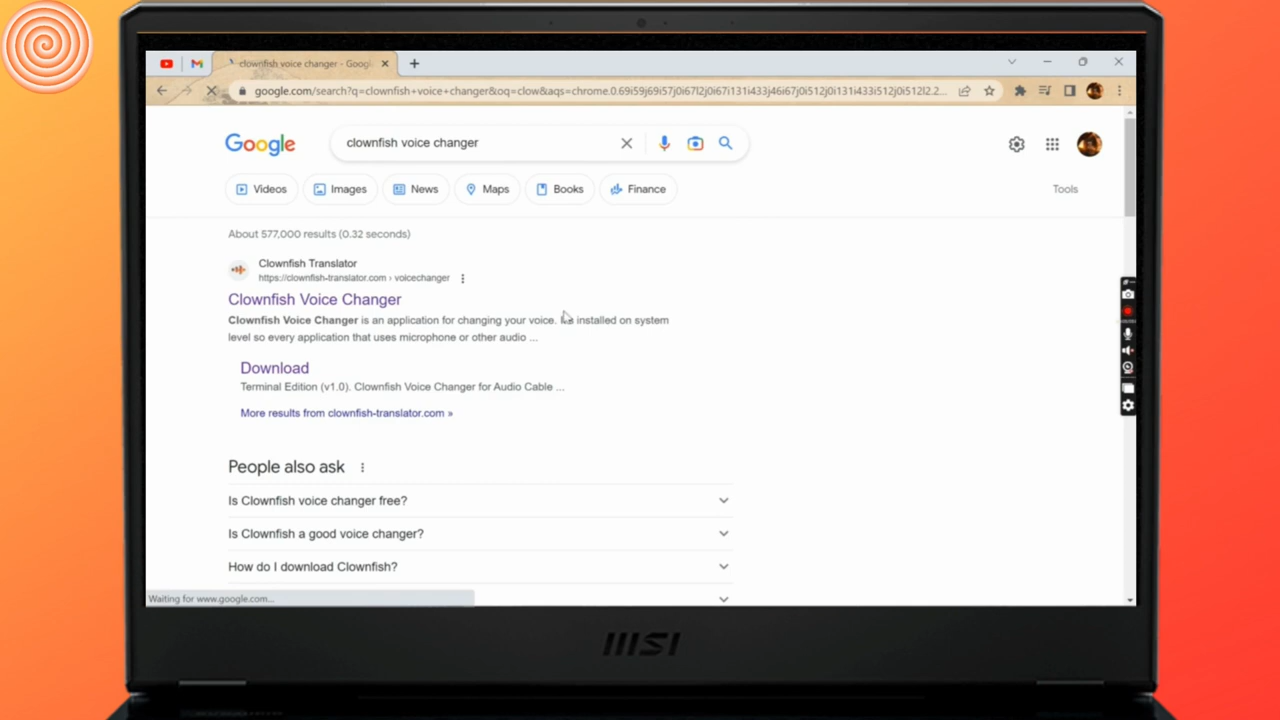 clownfish voice changer - Googl
google.com/search?q=clownfish+voice+changer&oq=clow&aqs=chrome.0.69i59j69i57j0i67l2j0i67i131i433j46i67j0i512j0i131i433i512j0i512l2.2...
Google
clownfish voice changer
Videos
Images
News
Maps
Books
Finance
Tools
About 577,000 results (0.32 seconds)
Clownfish Translator
https://clownfish-translator.com › voicechanger
Clownfish Voice Changer
Clownfish Voice Changer is an application for changing your voice. installed on system
level so every application that uses microphone or other audio ...
Download
Terminal Edition (v1.0). Clownfish Voice Changer for Audio Cable ...
More results from clownfish-translator.com »
People also ask
Is Clownfish voice changer free?
Is Clownfish a good voice changer?
How do I download Clownfish?
Waiting for www.google.com...
msi